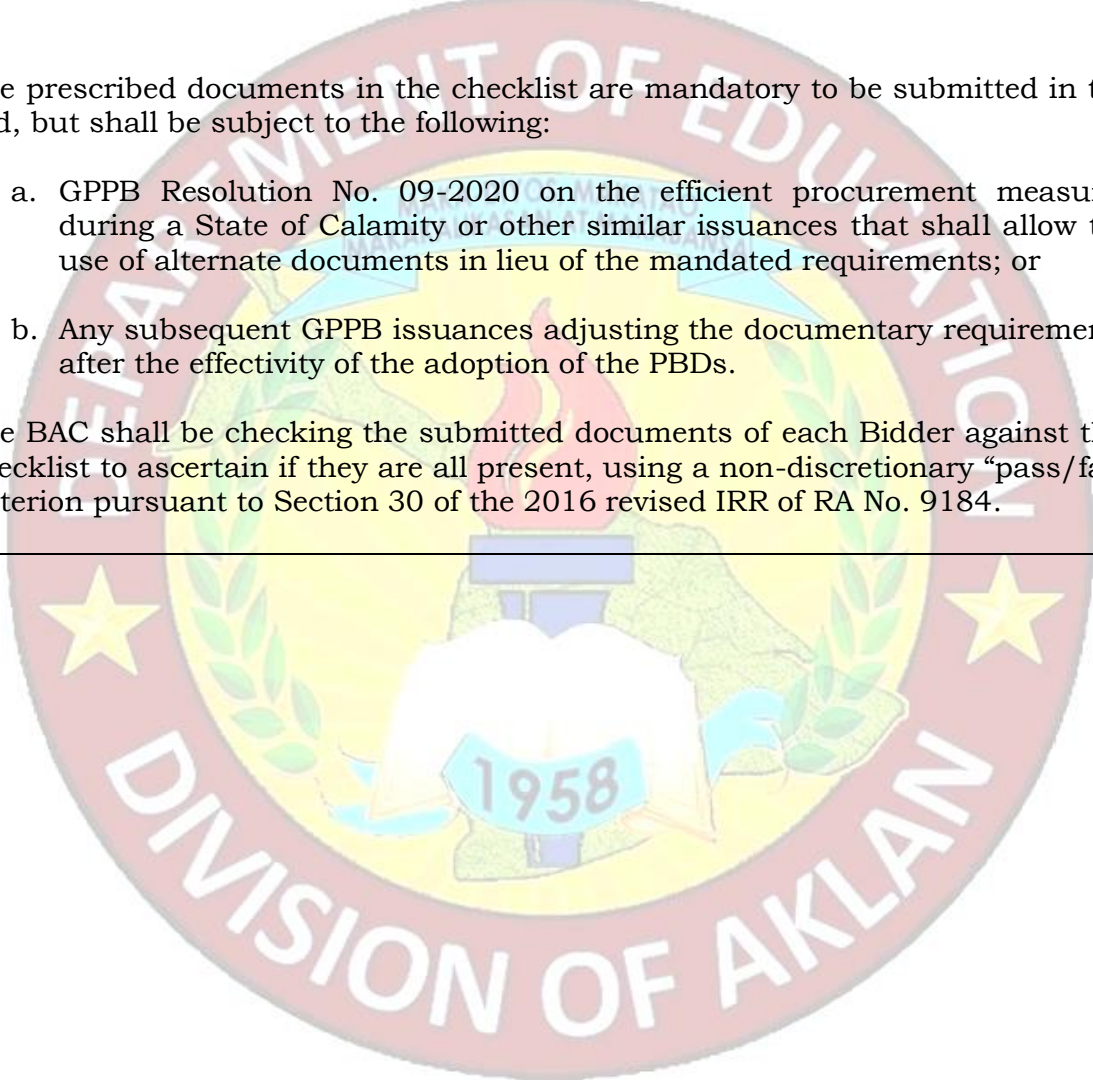 e prescribed documents in the checklist are mandatory to be submitted in t
d, but shall be subject to the following:
a. GPPB Resolution No. 09-2020 on the efficient procurement measur
during a State of Calamity or other similar issuances that shall allow t
use of alternate documents in lieu of the mandated requirements; or
b. Any subsequent GPPB issuances adjusting the documentary requiremen
after the effectivity of the adoption of the PBDs.
e BAC shall be checking the submitted documents of each Bidder against th
ecklist to ascertain if they are all present, using a non-discretionary “pass/fa
terion pursuant to Section 30 of the 2016 revised IRR of RA No. 9184.
DEPARTMENT OF EDUCATION
1958
DIVISION OF AKLAN